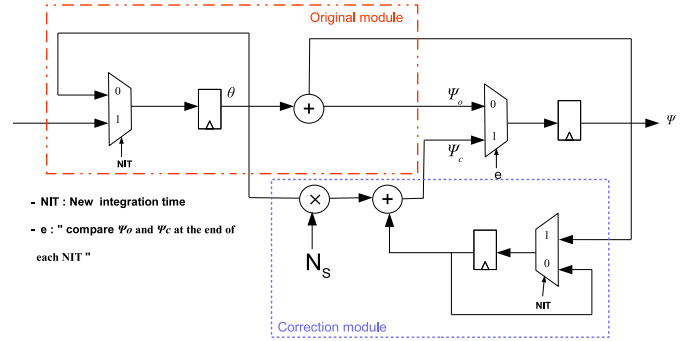 Original module
0
1
NIT
θ
+
Ψo
Ψc
0
1
e
Ψ
- NIT : New integration time
- e : " compare Ψo and Ψc at the end of
each NIT "
×
+
NS
1
0
NIT
Correction module